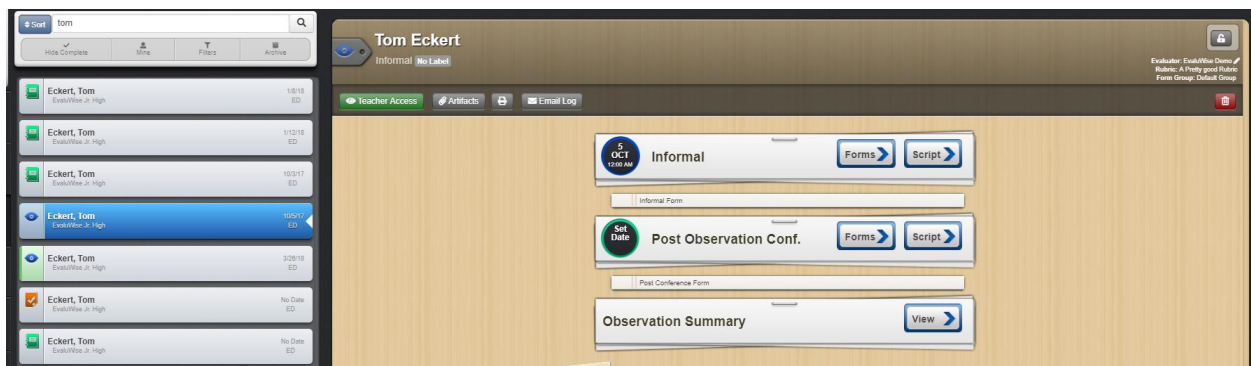 Sort tom
Hide Complete Mine Filters Archive
Eckert, Tom 1/8/18
EvaluWise Jr. High ED
Eckert, Tom 1/12/18
EvaluWise Jr. High ED
Eckert, Tom 10/3/17
EvaluWise Jr. High ED
Eckert, Tom 10/5/17
EvaluWise Jr. High ED
Eckert, Tom 3/26/18
EvaluWise Jr. High ED
Eckert, Tom No Date
EvaluWise Jr. High ED
Eckert, Tom No Date
EvaluWise Jr. High ED
Tom Eckert
Informal No Label
Evaluator: EvaluWise Demo
Rubric: A Pretty good Rubric
Form Group: Default Group
Teacher Access Artifacts Email Log
5
OCT
12:00 AM
Informal Forms Script
Informal Form
Set
Date
Post Observation Conf. Forms Script
Post Conference Form
Observation Summary View